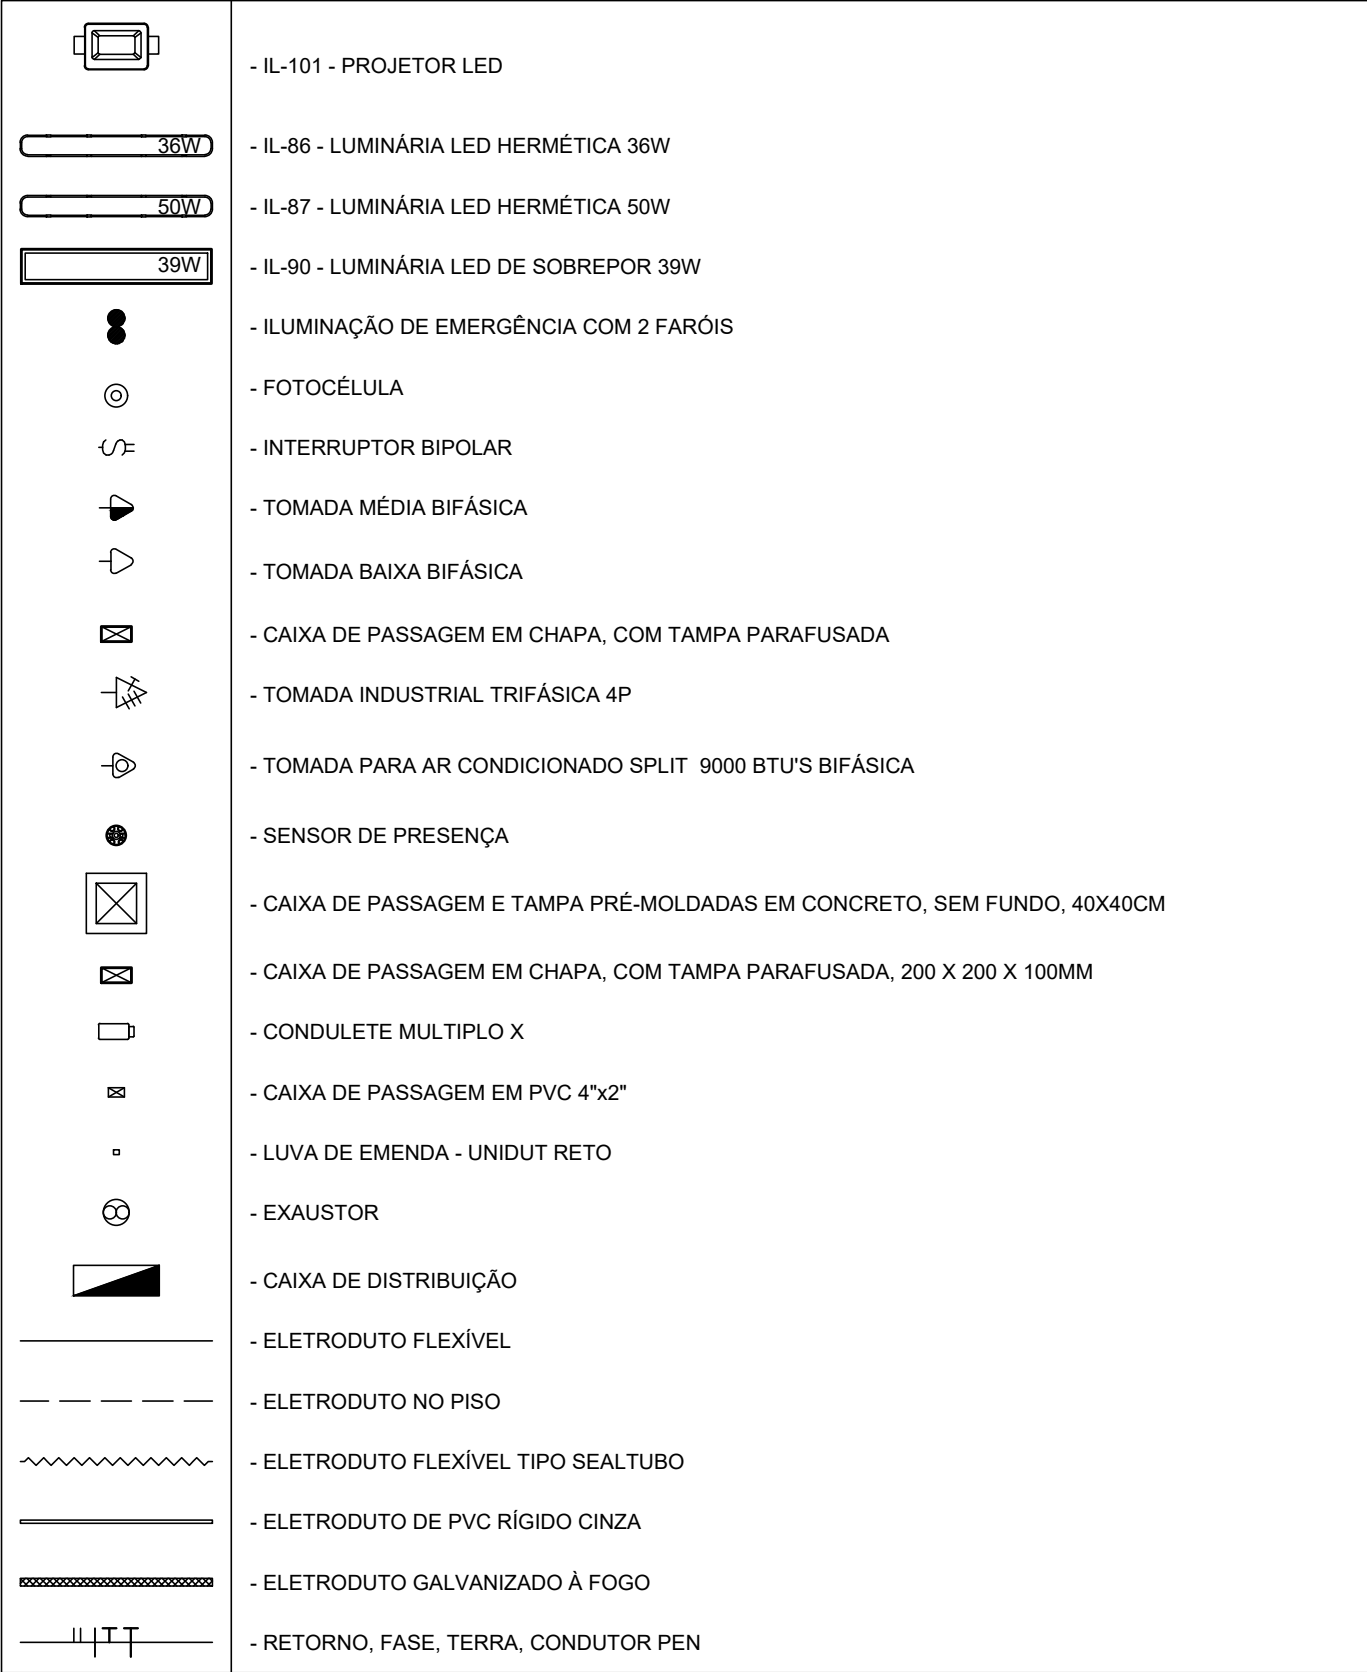 - IL-101 - PROJETOR LED
36W - IL-86 - LUMINÁRIA LED HERMÉTICA 36W
50W - IL-87 - LUMINÁRIA LED HERMÉTICA 50W
39W - IL-90 - LUMINÁRIA LED DE SOBREPOR 39W
- ILUMINAÇÃO DE EMERGÊNCIA COM 2 FARÓIS
- FOTOCÉLULA
- INTERRUPTOR BIPOLAR
- TOMADA MÉDIA BIFÁSICA
- TOMADA BAIXA BIFÁSICA
- CAIXA DE PASSAGEM EM CHAPA, COM TAMPA PARAFUSADA
- TOMADA INDUSTRIAL TRIFÁSICA 4P
- TOMADA PARA AR CONDICIONADO SPLIT  9000 BTU'S BIFÁSICA
- SENSOR DE PRESENÇA
- CAIXA DE PASSAGEM E TAMPA PRÉ-MOLDADAS EM CONCRETO, SEM FUNDO, 40X40CM
- CAIXA DE PASSAGEM EM CHAPA, COM TAMPA PARAFUSADA, 200 X 200 X 100MM
- CONDULETE MULTIPLO X
- CAIXA DE PASSAGEM EM PVC 4"x2"
- LUVA DE EMENDA - UNIDUT RETO
- EXAUSTOR
- CAIXA DE DISTRIBUIÇÃO
- ELETRODUTO FLEXÍVEL
- ELETRODUTO NO PISO
- ELETRODUTO FLEXÍVEL TIPO SEALTUBO
- ELETRODUTO DE PVC RÍGIDO CINZA
- ELETRODUTO GALVANIZADO À FOGO
- RETORNO, FASE, TERRA, CONDUTOR PEN